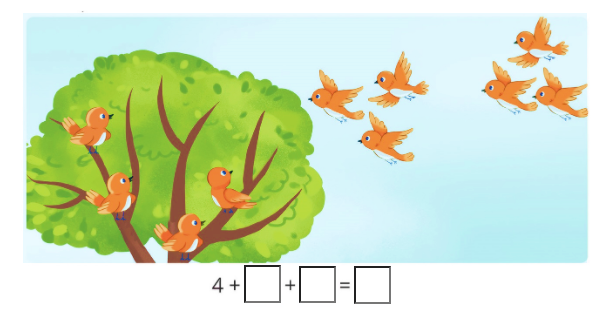 4 + + =